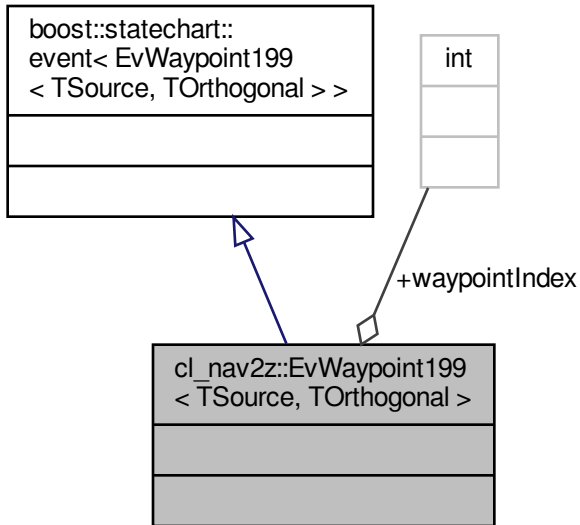 boost::statechart::
event< EvWaypoint199
< TSource, TOrthogonal > >
int
+waypointIndex
cl_nav2z::EvWaypoint199
< TSource, TOrthogonal >